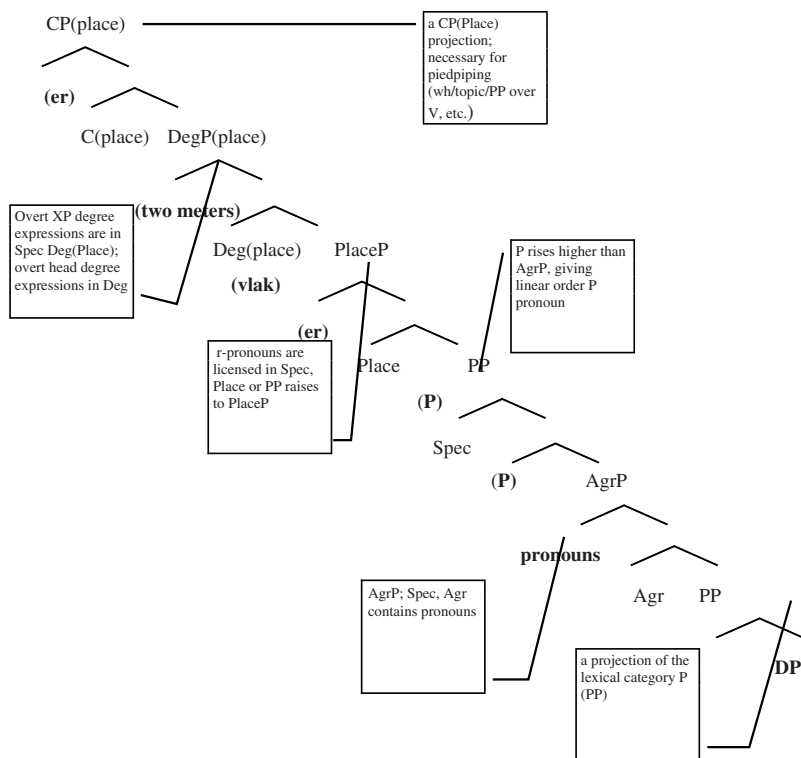 CP(place)
a CP(Place)
projection;
necessary for
piedpiping
(wh/topic/PP over
V, etc.)
(er)
C(place) DegP(place)
Overt XP degree
expressions are in
Spec Deg(Place);
overt head degree
expressions in Deg
(two meters)
Deg(place) PlaceP
(vlak)
P rises higher than
AgrP, giving
linear order P
pronoun
(er)
r-pronouns are
licensed in Spec,
Place or PP raises
to PlaceP
Place PP
(P)
Spec
(P) AgrP
pronouns
AgrP; Spec, Agr
contains pronouns
Agr PP
a projection of the
lexical category P
(PP)
DP